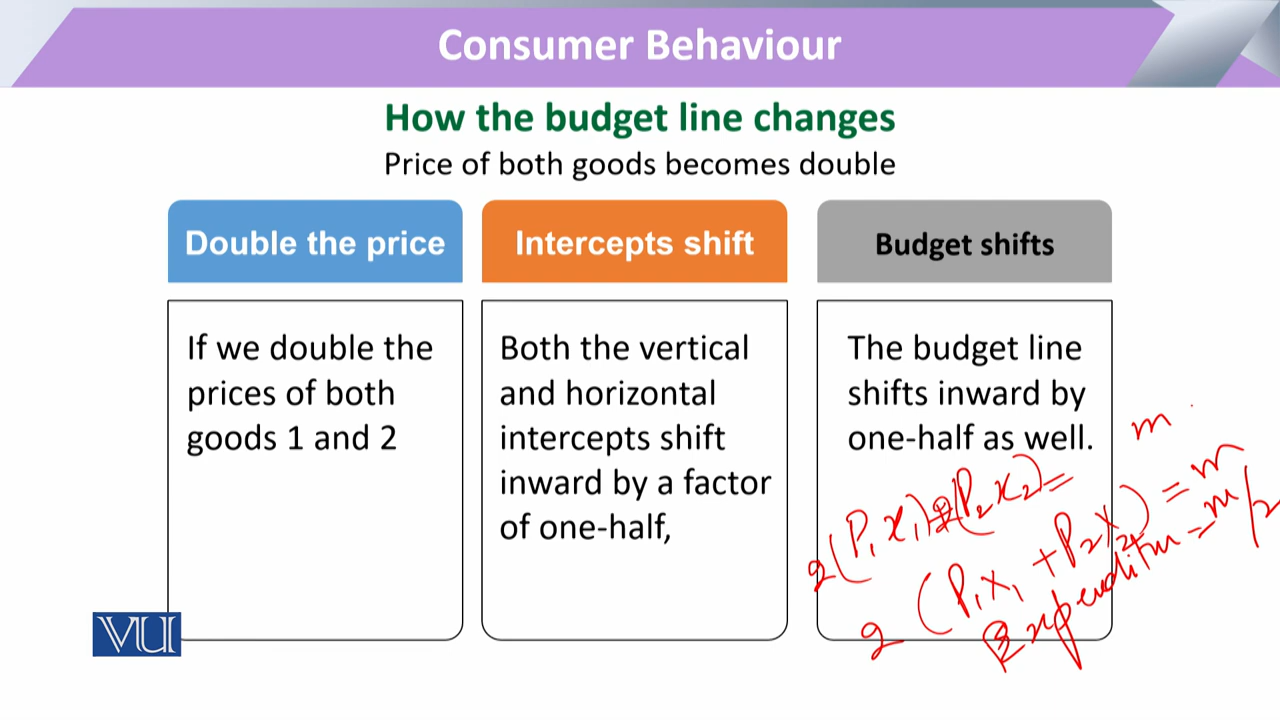 Consumer Behaviour
How the budget line changes
Price of both goods becomes double
Double the price
If we double the
prices of both
goods 1 and 2
Intercepts shift
Both the vertical
and horizontal
intercepts shift
inward by a factor
of one-half,
Budget shifts
The budget line
shifts inward by
one-half as well.
2(P₁x₁)+2(P₂x₂)= m
2 (P₁x₁ + P₂x₂) = m
Expenditure = m/2
VU